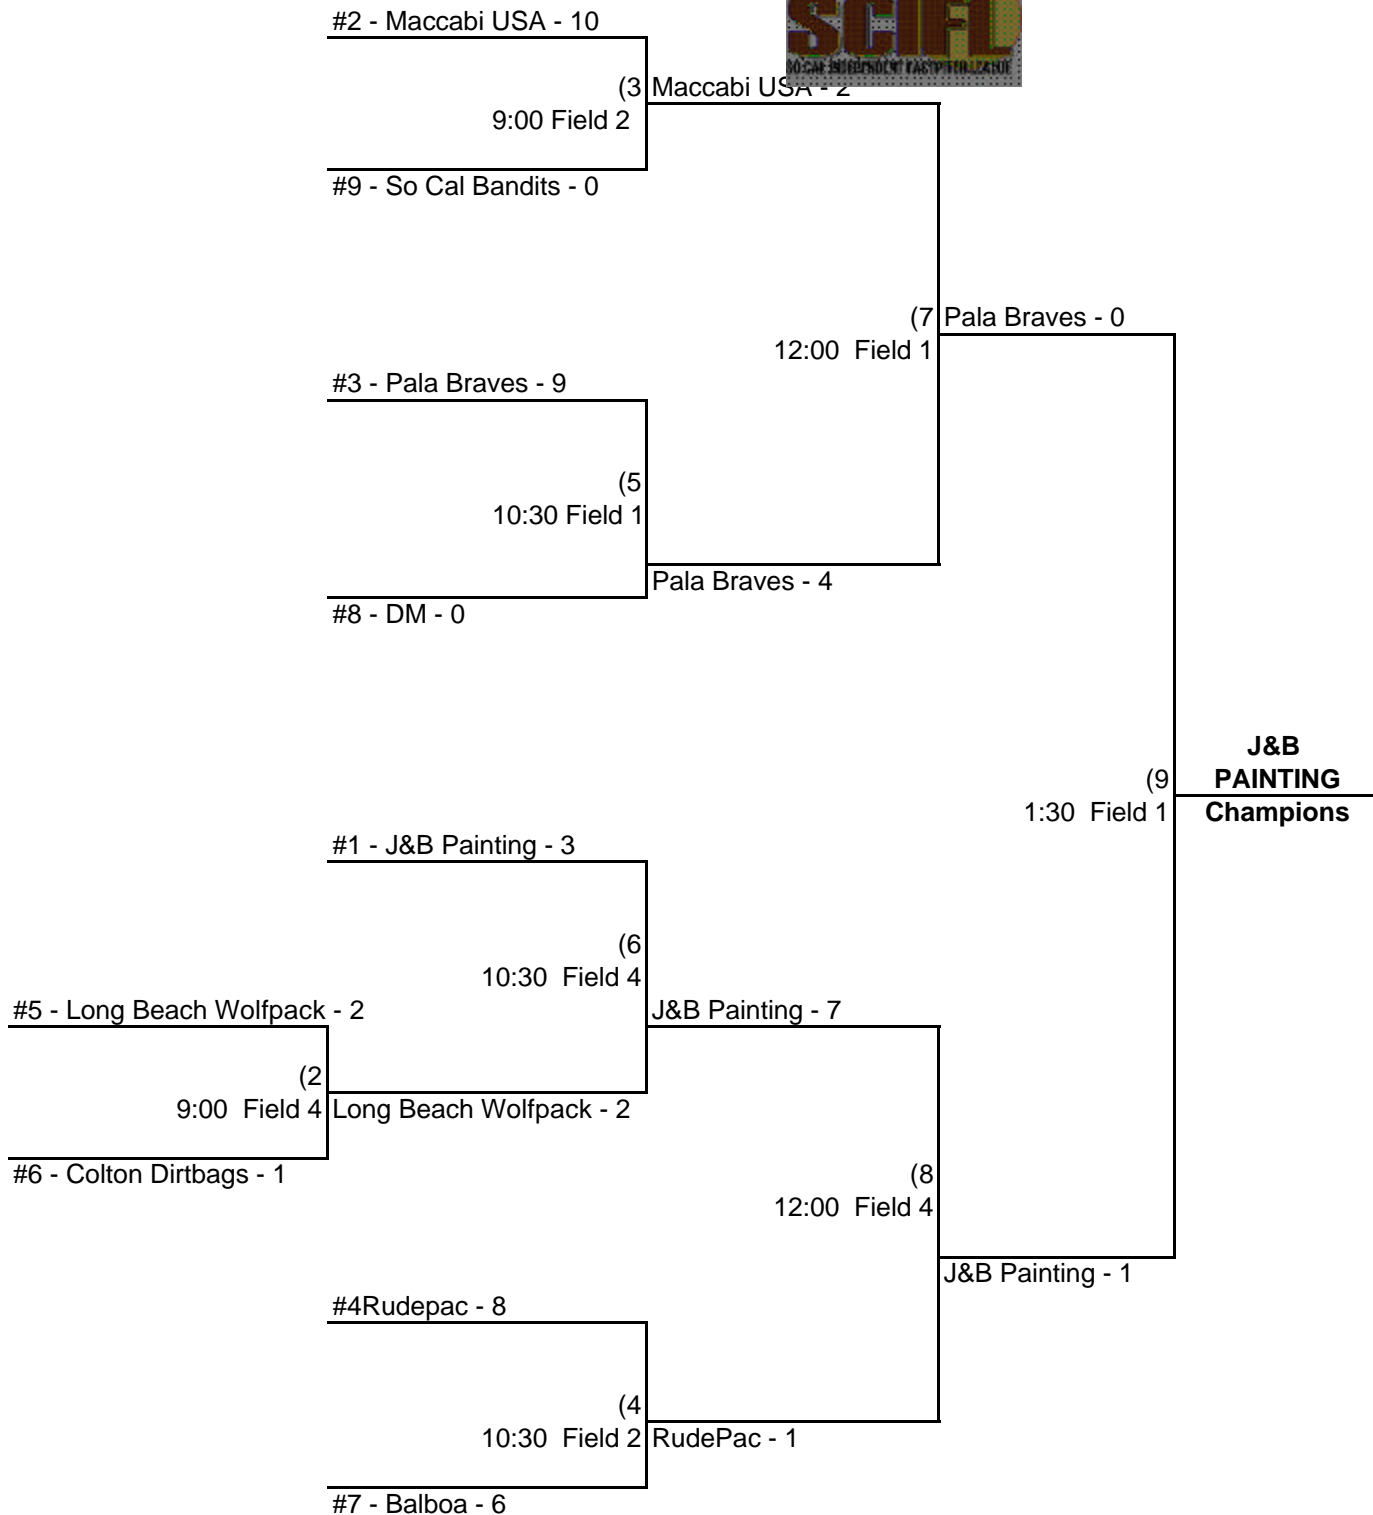 #2 - Maccabi USA - 10
SCIFL
(3 Maccabi USA - 2
9:00 Field 2
#9 - So Cal Bandits - 0
(7 Pala Braves - 0
12:00 Field 1
#3 - Pala Braves - 9
(5
10:30 Field 1
Pala Braves - 4
#8 - DM - 0
J&B
(9 PAINTING
1:30 Field 1 Champions
#1 - J&B Painting - 3
(6
10:30 Field 4
#5 - Long Beach Wolfpack - 2
J&B Painting - 7
(2
9:00 Field 4 Long Beach Wolfpack - 2
#6 - Colton Dirtbags - 1
(8
12:00 Field 4
J&B Painting - 1
#4Rudepac - 8
(4
10:30 Field 2 RudePac - 1
#7 - Balboa - 6